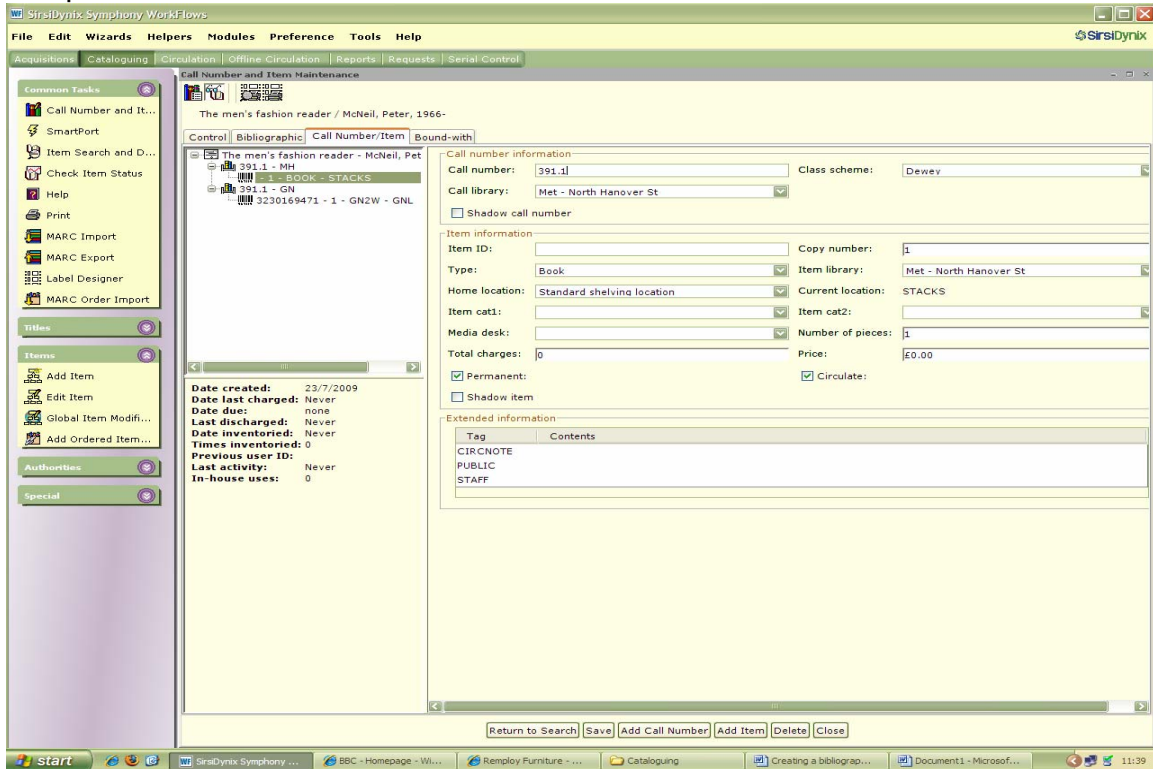 SirsiDynix Symphony WorkFlows
File Edit Wizards Helpers Modules Preference Tools Help
SirsiDynix
Acquisitions Cataloguing Circulation Offline Circulation Reports Requests Serial Control
Common Tasks
Call Number and It...
SmartPort
Item Search and D...
Check Item Status
Help
Print
MARC Import
MARC Export
Label Designer
MARC Order Import
Titles
Items
Add Item
Edit Item
Global Item Modifi...
Add Ordered Item...
Authorities
Special
Call Number and Item Maintenance
The men's fashion reader / McNeil, Peter, 1966-
Control Bibliographic Call Number/Item Bound-with
The men's fashion reader - McNeil, Pet
391.1 - MH
- 1 - BOOK - STACKS
391.1 - GN
3230169471 - 1 - GN2W - GNL
Date created: 23/7/2009
Date last charged: Never
Date due: none
Last discharged: Never
Date inventoried: Never
Times inventoried: 0
Previous user ID:
Last activity: Never
In-house uses: 0
Call number information
Call number: 391.1 Class scheme: Dewey
Call library: Met - North Hanover St
Shadow call number
Item information
Item ID: Copy number: 1
Type: Book Item library: Met - North Hanover St
Home location: Standard shelving location Current location: STACKS
Item cat1: Item cat2:
Media desk: Number of pieces: 1
Total charges: 0 Price: £0.00
Permanent: Circulate:
Shadow item
Extended information
Tag Contents
CIRCNOTE
PUBLIC
STAFF
Return to Search Save Add Call Number Add Item Delete Close
start SirsiDynix Symphony ... BBC - Homepage - Wi... Remploy Furniture - ... Cataloguing Creating a bibliograp... Document1 - Microsof... 11:39